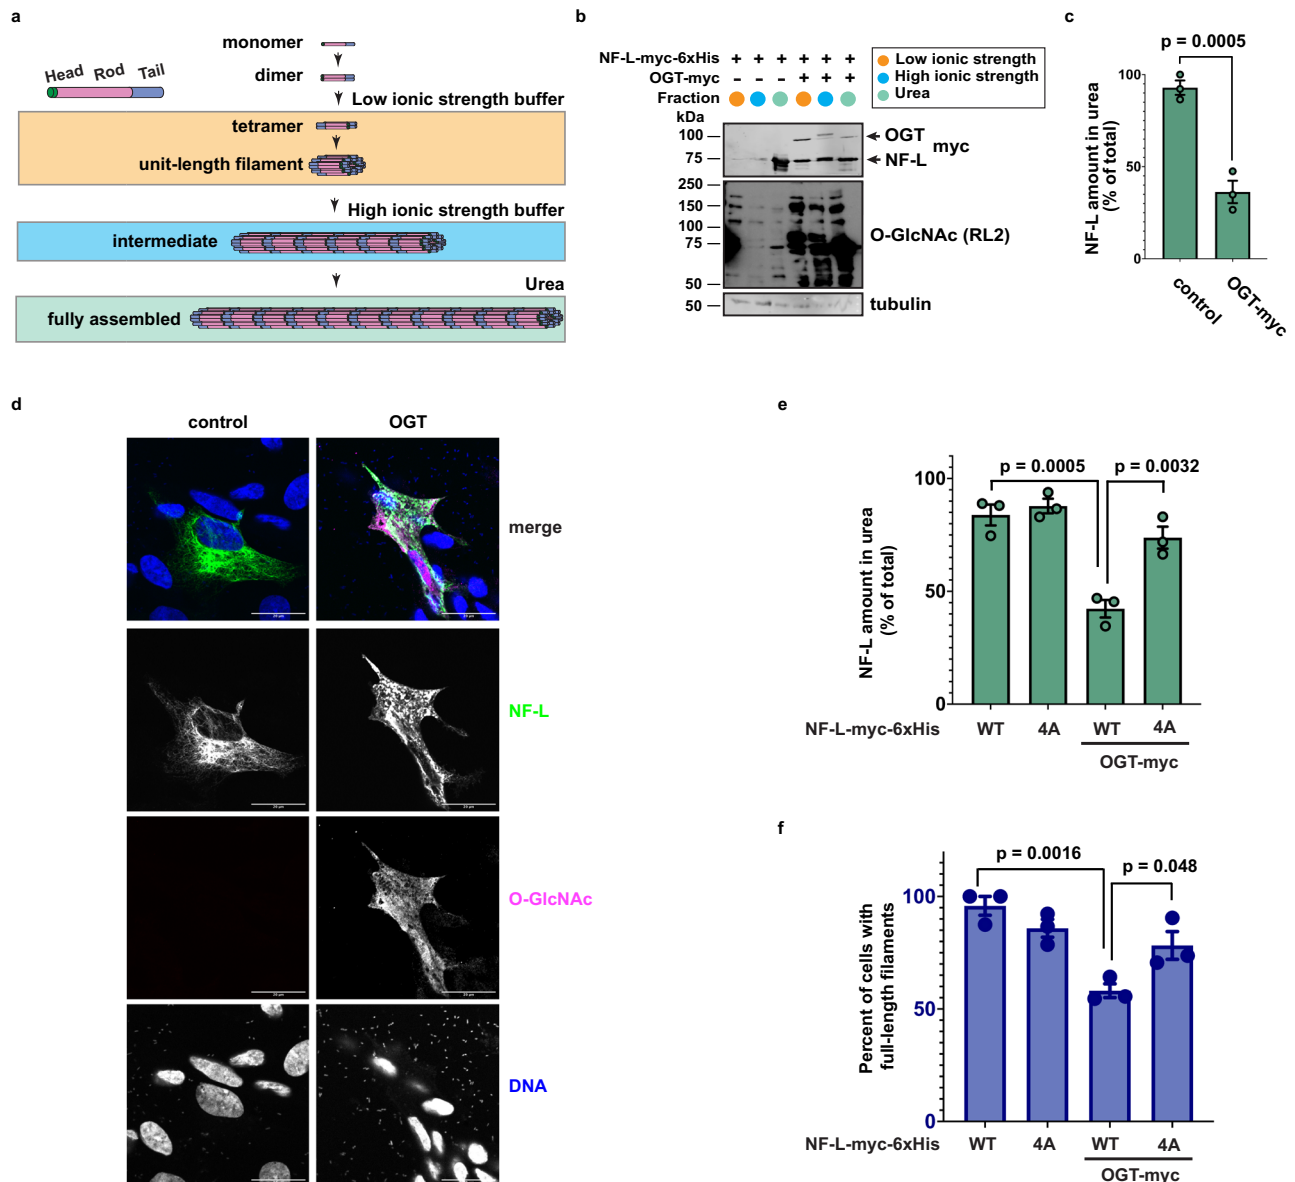 a
monomer
Head Rod Tail
dimer
Low ionic strength buffer
tetramer
unit-length filament
High ionic strength buffer
intermediate
Urea
fully assembled
b
NF-L-myc-6xHis + + + + + +
OGT-myc - - - + + +
Fraction
Low ionic strength
High ionic strength
Urea
kDa
100
75
OGT
myc
NF-L
250
150
100
75
50
O-GlcNAc (RL2)
50
tubulin
c
p = 0.0005
100
50
0
NF-L amount in urea
(% of total)
control
OGT-myc
d
control OGT
merge
NF-L
O-GlcNAc
DNA
e
p = 0.0005
p = 0.0032
100
50
0
NF-L amount in urea
(% of total)
NF-L-myc-6xHis WT 4A WT 4A
OGT-myc
f
p = 0.0016
p = 0.048
100
50
0
Percent of cells with
full-length filaments
NF-L-myc-6xHis WT 4A WT 4A
OGT-myc